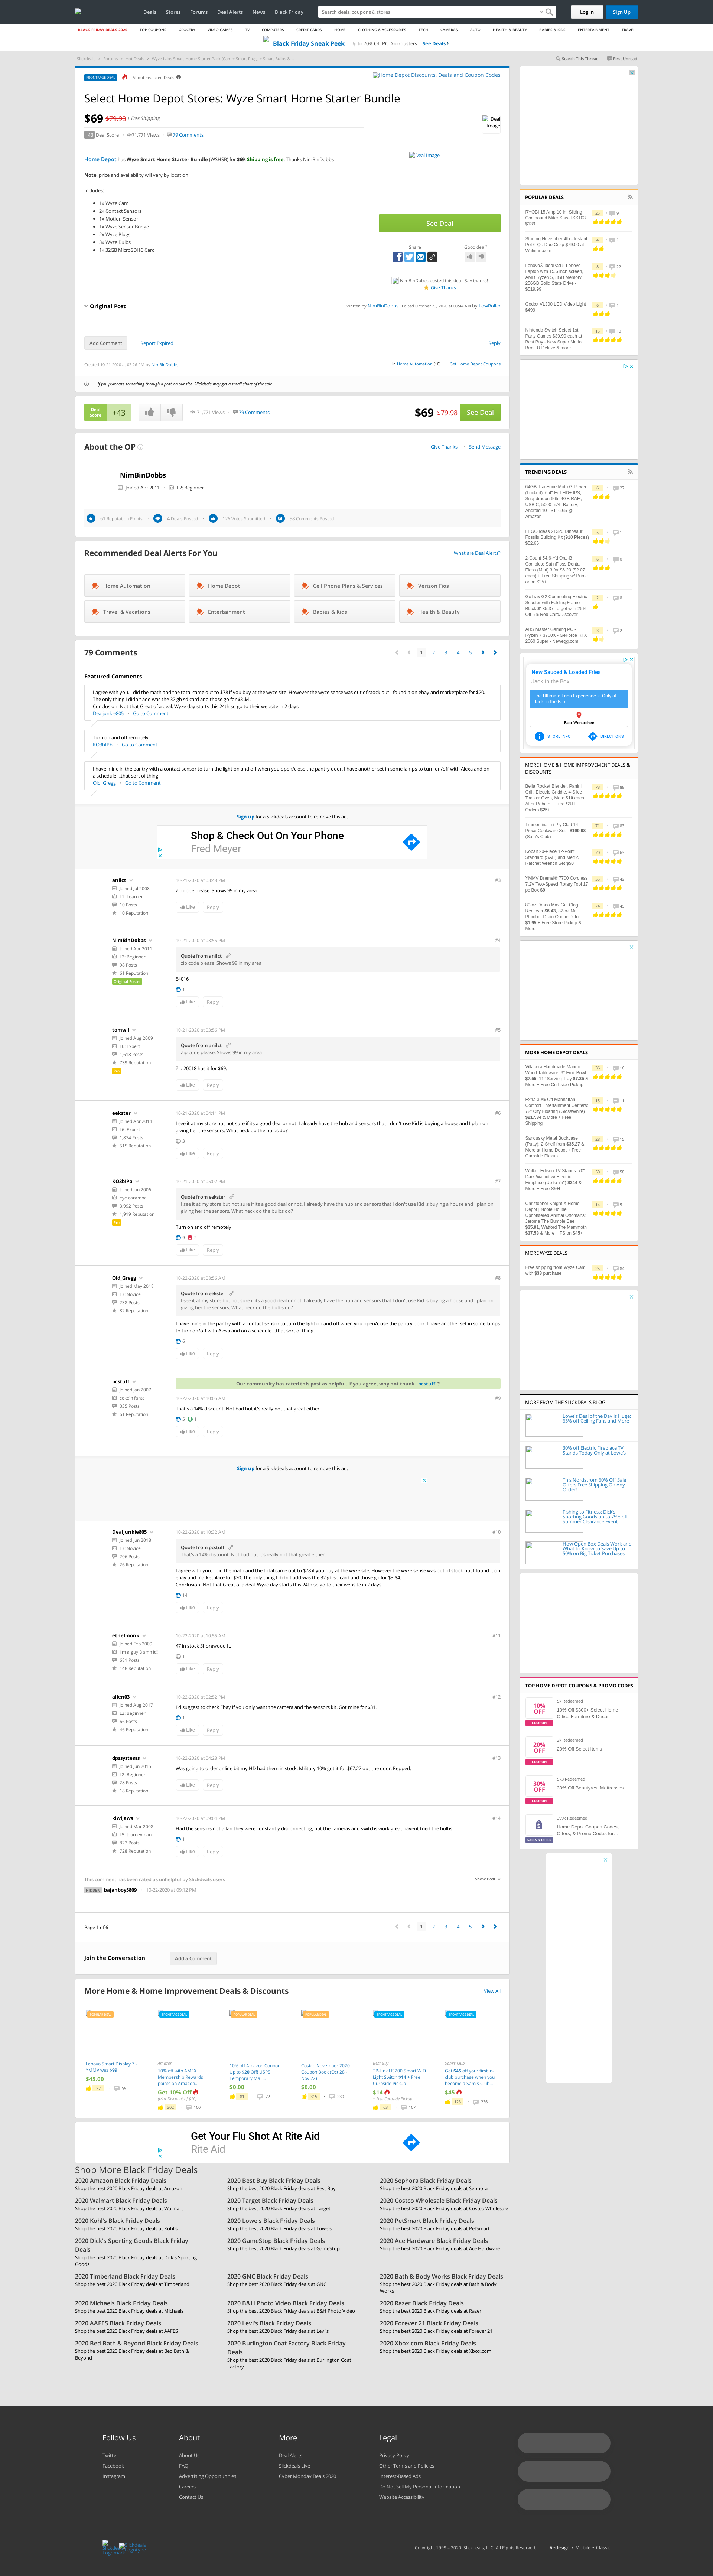 Deals Stores Forums Deal Alerts News Black Friday
Search deals, coupons & stores
Log In Sign Up
BLACK FRIDAY DEALS 2020 TOP COUPONS GROCERY VIDEO GAMES TV COMPUTERS CREDIT CARDS HOME CLOTHING & ACCESSORIES TECH CAMERAS AUTO HEALTH & BEAUTY BABIES & KIDS ENTERTAINMENT TRAVEL
Black Friday Sneak Peek Up to 70% Off PC Doorbusters See Deals
Search This Thread First Unread
FRONTPAGE DEAL About Featured Deals
Home Depot Discounts, Deals and Coupon Codes
Select Home Depot Stores: Wyze Smart Home Starter Bundle
$69 $79.98 + Free Shipping
+43 Deal Score 71,771 Views 79 Comments
Deal Image
Home Depot has Wyze Smart Home Starter Bundle (WSHSB) for $69. Shipping is free. Thanks NimBinDobbs
Deal Image
Note, price and availability will vary by location.
Includes:
1x Wyze Cam
2x Contact Sensors
1x Motion Sensor
1x Wyze Sensor Bridge
2x Wyze Plugs
3x Wyze Bulbs
1x 32GB MicroSDHC Card
See Deal
Share Good deal?
NimBinDobbs posted this deal. Say thanks!
Give Thanks
Original Post
Written by NimBinDobbs Edited October 23, 2020 at 09:44 AM by LowRoller
Add Comment Report Expired Reply
Created 10-21-2020 at 03:26 PM by NimBinDobbs
in Home Automation (10) Get Home Depot Coupons
If you purchase something through a post on our site, Slickdeals may get a small share of the sale.
Deal Score +43 71,771 Views 79 Comments $69 $79.98 See Deal
About the OP
Give Thanks Send Message
NimBinDobbs
Joined Apr 2011 L2: Beginner
61 Reputation Points 4 Deals Posted 126 Votes Submitted 98 Comments Posted
Recommended Deal Alerts For You
What are Deal Alerts?
Home Automation Home Depot Cell Phone Plans & Services Verizon Fios
Travel & Vacations Entertainment Babies & Kids Health & Beauty
79 Comments
1 2 3 4 5
Featured Comments
I agree with you. I did the math and the total came out to $78 if you buy at the wyze site. However the wyze sense was out of stock but I found it on ebay and marketplace for $20.
The only thing I didn't add was the 32 gb sd card and those go for $3-$4.
Conclusion- Not that Great of a deal. Wyze day starts this 24th so go to their website in 2 days
Dealjunkie805 Go to Comment
Turn on and off remotely.
KD3bIPb Go to Comment
I have mine in the pantry with a contact sensor to turn the light on and off when you open/close the pantry door. I have another set in some lamps to turn on/off with Alexa and on
a schedule....that sort of thing.
Old_Gregg Go to Comment
Sign up for a Slickdeals account to remove this ad.
Shop & Check Out On Your Phone
Fred Meyer
anilct
Joined Jul 2008
L1: Learner
10 Posts
10 Reputation
10-21-2020 at 03:48 PM #3
Zip code please. Shows 99 in my area
Like Reply
NimBinDobbs
Joined Apr 2011
L2: Beginner
98 Posts
61 Reputation
Original Poster
10-21-2020 at 03:55 PM #4
Quote from anilct
zip code please. Shows 99 in my area
54016
1
Like Reply
tomwil
Joined Aug 2009
L6: Expert
1,618 Posts
739 Reputation
Pro
10-21-2020 at 03:56 PM #5
Quote from anilct
Zip code please. Shows 99 in my area
Zip 20018 has it for $69.
Like Reply
eekster
Joined Apr 2014
L6: Expert
1,874 Posts
515 Reputation
10-21-2020 at 04:11 PM #6
I see it at my store but not sure if its a good deal or not. I already have the hub and sensors that I don't use so Kurd is buying a house and I plan on
giving her the sensors. What heck do the bulbs do?
3
Like Reply
KD3bIPb
Joined Jun 2006
eye caramba
3,992 Posts
1,919 Reputation
Pro
10-21-2020 at 05:02 PM #7
Quote from eekster
I see it at my store but not sure if its a good deal or not. I already have the hub and sensors that I don't use so Kurd is buying a house and I plan on
giving her the sensors. What heck do the bulbs do?
Turn on and off remotely.
9 2
Like Reply
Old_Gregg
Joined May 2018
L3: Novice
238 Posts
82 Reputation
10-22-2020 at 08:06 AM #8
Quote from eekster
I see it at my store but not sure if its a good deal or not. I already have the hub and sensors that I don't use so Kurd is buying a house and I plan on
giving her the sensors. What heck do the bulbs do?
I have mine in the pantry with a contact sensor to turn the light on and off when you open/close the pantry door. I have another set in some lamps
to turn on/off with Alexa and on a schedule....that sort of thing.
6
Like Reply
pcstuff
Joined Jan 2007
coke'n'fanta
335 Posts
61 Reputation
Our community has rated this post as helpful. If you agree, why not thank pcstuff ?
10-22-2020 at 10:05 AM #9
That's a 14% discount. Not bad but it's really not that great either.
5 1
Like Reply
Sign up for a Slickdeals account to remove this ad.
Dealjunkie805
Joined Jun 2018
L3: Novice
206 Posts
26 Reputation
10-22-2020 at 10:32 AM #10
Quote from pcstuff
That's a 14% discount. Not bad but it's really not that great either.
I agree with you. I did the math and the total came out to $78 if you buy at the wyze site. However the wyze sense was out of stock but I found it on
ebay and marketplace for $20. The only thing I didn't add was the 32 gb sd card and those go for $3-$4.
Conclusion- Not that Great of a deal. Wyze day starts this 24th so go to their website in 2 days
14
Like Reply
ethelmonk
Joined Feb 2009
I'm a guy Damn It!
681 Posts
148 Reputation
10-22-2020 at 10:55 AM #11
47 in stock Shorewood IL
1
Like Reply
allen03
Joined Aug 2017
L2: Beginner
66 Posts
46 Reputation
10-22-2020 at 02:52 PM #12
I'd suggest to check Ebay if you only want the camera and the sensors kit. Got mine for $31.
1
Like Reply
dpssystems
Joined Jun 2015
L2: Beginner
28 Posts
19 Reputation
10-22-2020 at 04:28 PM #13
Was going to order online bit my HD had them in stock. Military 10% got it for $67.22 out the door. Repped.
Like Reply
kiwijaws
Joined Mar 2008
L5: Journeyman
823 Posts
728 Reputation
10-22-2020 at 09:04 PM #14
Had the sensors not a fan they were constantly disconnecting, but the cameras and switchs work great havent tried the bulbs
1
Like Reply
This comment has been rated as unhelpful by Slickdeals users Show Post
HIDDEN bajanboy5809 10-22-2020 at 09:12 PM
Page 1 of 6 1 2 3 4 5
Join the Conversation Add a Comment
More Home & Home Improvement Deals & Discounts View All
Lenovo Smart Display 7 - YMMV was $99
$45.00
27 16
Amazon
10% off with AMEX Membership Rewards points on Amazon...
Get 10% Off
10% off Amazon Coupon Up to $20 Off! USPS Temporary Mail...
$0.00
81 72
Costco November 2020 Coupon Book (Oct 28 - Nov 22)
$0.00
315 230
Best Buy
TP-Link HS200 Smart WiFi Light Switch $14 + Free Curbside Pickup
$14
+ Free Curbside Pickup
63 107
Sam's Club
Get $45 off your first in-club purchase when you become a Sam's Club...
$45
122 236
Get Your Flu Shot At Rite Aid
Rite Aid
Shop More Black Friday Deals
2020 Amazon Black Friday Deals
Shop the best 2020 Black Friday deals at Amazon
2020 Best Buy Black Friday Deals
Shop the best 2020 Black Friday deals at Best Buy
2020 Sephora Black Friday Deals
Shop the best 2020 Black Friday deals at Sephora
2020 Walmart Black Friday Deals
Shop the best 2020 Black Friday deals at Walmart
2020 Target Black Friday Deals
Shop the best 2020 Black Friday deals at Target
2020 Costco Wholesale Black Friday Deals
Shop the best 2020 Black Friday deals at Costco Wholesale
2020 Kohl's Black Friday Deals
Shop the best 2020 Black Friday deals at Kohl's
2020 Lowe's Black Friday Deals
Shop the best 2020 Black Friday deals at Lowe's
2020 PetSmart Black Friday Deals
Shop the best 2020 Black Friday deals at PetSmart
2020 Dick's Sporting Goods Black Friday Deals
Shop the best 2020 Black Friday deals at Dick's Sporting Goods
2020 GameStop Black Friday Deals
Shop the best 2020 Black Friday deals at GameStop
2020 Ace Hardware Black Friday Deals
Shop the best 2020 Black Friday deals at Ace Hardware
2020 Timberland Black Friday Deals
Shop the best 2020 Black Friday deals at Timberland
2020 GNC Black Friday Deals
Shop the best 2020 Black Friday deals at GNC
2020 Bath & Body Works Black Friday Deals
Shop the best 2020 Black Friday deals at Bath & Body Works
2020 Michaels Black Friday Deals
Shop the best 2020 Black Friday deals at Michaels
2020 B&H Photo Video Black Friday Deals
Shop the best 2020 Black Friday deals at B&H Photo Video
2020 Razer Black Friday Deals
Shop the best 2020 Black Friday deals at Razer
2020 AAFES Black Friday Deals
Shop the best 2020 Black Friday deals at AAFES
2020 Levi's Black Friday Deals
Shop the best 2020 Black Friday deals at Levi's
2020 Forever 21 Black Friday Deals
Shop the best 2020 Black Friday deals at Forever 21
2020 Bed Bath & Beyond Black Friday Deals
Shop the best 2020 Black Friday deals at Bed Bath & Beyond
2020 Burlington Coat Factory Black Friday Deals
Shop the best 2020 Black Friday deals at Burlington Coat Factory
2020 Xbox.com Black Friday Deals
Shop the best 2020 Black Friday deals at Xbox.com
POPULAR DEALS
RYOBI 15 Amp 10 in. Sliding Compound Miter Saw-TSS103 $139
Starring November 4th - Instant Pot 6-Qt. Duo Crisp $79.00 at Walmart.com
Lenovo® IdeaPad 5 Lenovo Laptop with 15.6 inch screen, AMD Ryzen 5, 8GB Memory, 256GB Solid State Drive - $519.99
Godox VL300 LED Video Light $499
Nintendo Switch Select 1st Party Games $39.99 each at Best Buy - New Super Mario Bros. U Deluxe & more
TRENDING DEALS
64GB TracFone Moto G Power (Locked): 6.4" Full HD+ IPS, Snapdragon 665, 4GB RAM, USB C, 5000 mAh Battery, Android 10 - $116.65 @ Amazon
LEGO Ideas 21320 Dinosaur Fossils Building Kit (910 Pieces) $52.86
2-Count 54.6-Yd Oral-B Complete SatinFloss Dental Floss (Mint) 3 for $6.20 ($2.07 each) + Free Shipping w/ Prime or on $25+
GoTrax G2 Commuting Electric Scooter with Folding Frame - Black $135.27 Target with 25% Off 5% Red Card/Discover
ABS Master Gaming PC - Ryzen 7 3700X - GeForce RTX 2060 Super - Newegg.com
New Sauced & Loaded Fries
Jack in the Box
The Ultimate Fries Experience is Only at Jack in the Box.
East Wenatchee
STORE INFO DIRECTIONS
MORE HOME & HOME IMPROVEMENT DEALS & DISCOUNTS
Bella Rocket Blender, Panini Grill, Electric Griddle, 4-Slice Toaster Oven, More $10 each After Rebate + Free S&H Orders $25+
Tramontina Tri-Ply Clad 14-Piece Cookware Set - $199.98 (Sam's Club)
Kobalt 20-Piece 12-Point Standard (SAE) and Metric Ratchet Wrench Set $50
YMMV Dremel® 7700 Cordless 7.2V Two-Speed Rotary Tool 17 pc Box $9
80-oz Drano Max Gel Clog Remover $6.43, 32-oz Mr Plumber Drain Opener 2 for $1.95 + Free Store Pickup & More
MORE HOME DEPOT DEALS
Villacera Handmade Mango Wood Tableware: 9" Fruit Bowl $7.55, 11" Serving Tray $7.35 & More + Free Curbside Pickup
Extra 30% Off Manhattan Comfort Entertainment Centers: 72" City Floating (Gloss/White) $217.34 & More + Free Shipping
Sandusky Metal Bookcase (Putty): 2-Shelf from $35.27 & More at Home Depot + Free Curbside Pickup
Walker Edison TV Stands: 70" Dark Walnut w/ Electric Fireplace (Up to 75") $244 & More + Free S&H
Christopher Knight X Home Depot | Noble House Upholstered Animal Ottomans: Jerome The Bumble Bee $35.91, Walford The Mammoth $37.53 & More + FS on $45+
MORE WYZE DEALS
Free shipping from Wyze Cam with $33 purchase
MORE FROM THE SLICKDEALS BLOG
Lowe's Deal of the Day is Huge: 65% off Ceiling Fans and More
30% off Electric Fireplace TV Stands Today Only at Lowe's
This Nordstrom 60% Off Sale Offers Free Shipping On Any Order!
Fishing to Fitness: Dick's Sporting Goods up to 75% off Summer Clearance Event
How Open Box Deals Work and What to Know to Save Up to 50% on Big Ticket Purchases
TOP HOME DEPOT COUPONS & PROMO CODES
10% OFF COUPON
15% Off $300+ Select Home Office Furniture & Decor
20% OFF COUPON
20% Off Select Items
30% OFF COUPON
573 Redeemed
30% Off Beautyrest Mattresses
SALES & OFFER
Home Depot Coupon Codes, Offers, & Promo Codes for...
Follow Us
Twitter
Facebook
Instagram
About
About Us
FAQ
Advertising Opportunities
Careers
Contact Us
More
Deal Alerts
Slickdeals Live
Cyber Monday Deals 2020
Legal
Privacy Policy
Other Terms and Policies
Interest-Based Ads
Do Not Sell My Personal Information
Website Accessibility
Copyright 1999 - 2020. Slickdeals, LLC. All Rights Reserved. Redesign • Mobile • Classic